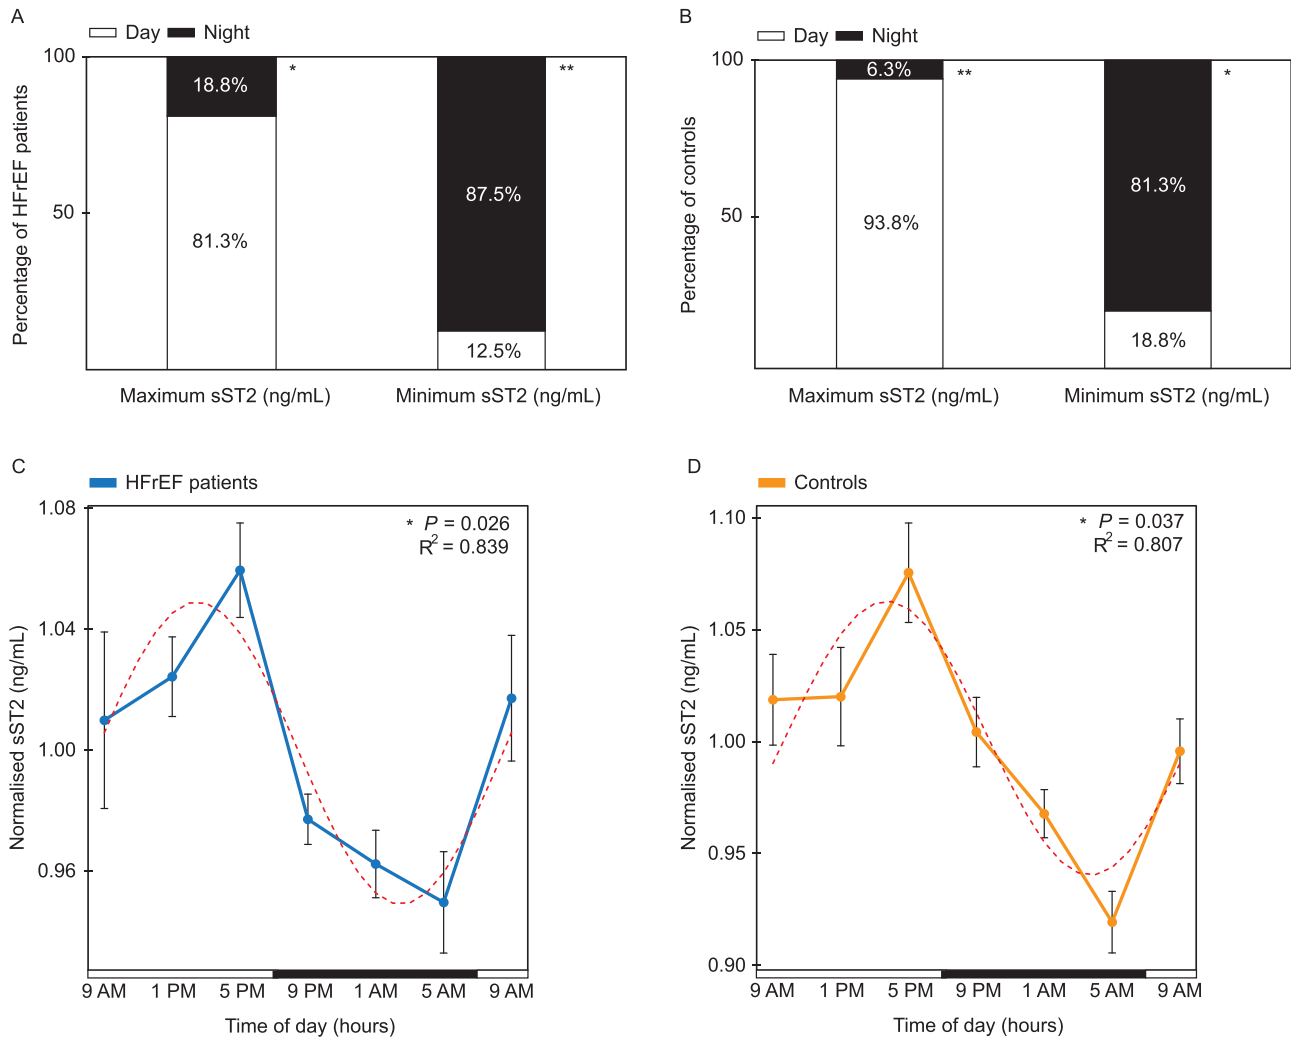 A
Day Night
100
50
Percentage of HFrEF patients
18.8%
81.3%
*
87.5%
12.5%
**
Maximum sST2 (ng/mL)
Minimum sST2 (ng/mL)
B
Day Night
100
50
Percentage of controls
6.3%
93.8%
**
81.3%
18.8%
*
Maximum sST2 (ng/mL)
Minimum sST2 (ng/mL)
C
HFrEF patients
* P = 0.026
R2 = 0.839
1.08
1.04
1.00
0.96
Normalised sST2 (ng/mL)
9 AM 1 PM 5 PM 9 PM 1 AM 5 AM 9 AM
Time of day (hours)
D
Controls
* P = 0.037
R2 = 0.807
1.10
1.05
1.00
0.95
0.90
Normalised sST2 (ng/mL)
9 AM 1 PM 5 PM 9 PM 1 AM 5 AM 9 AM
Time of day (hours)